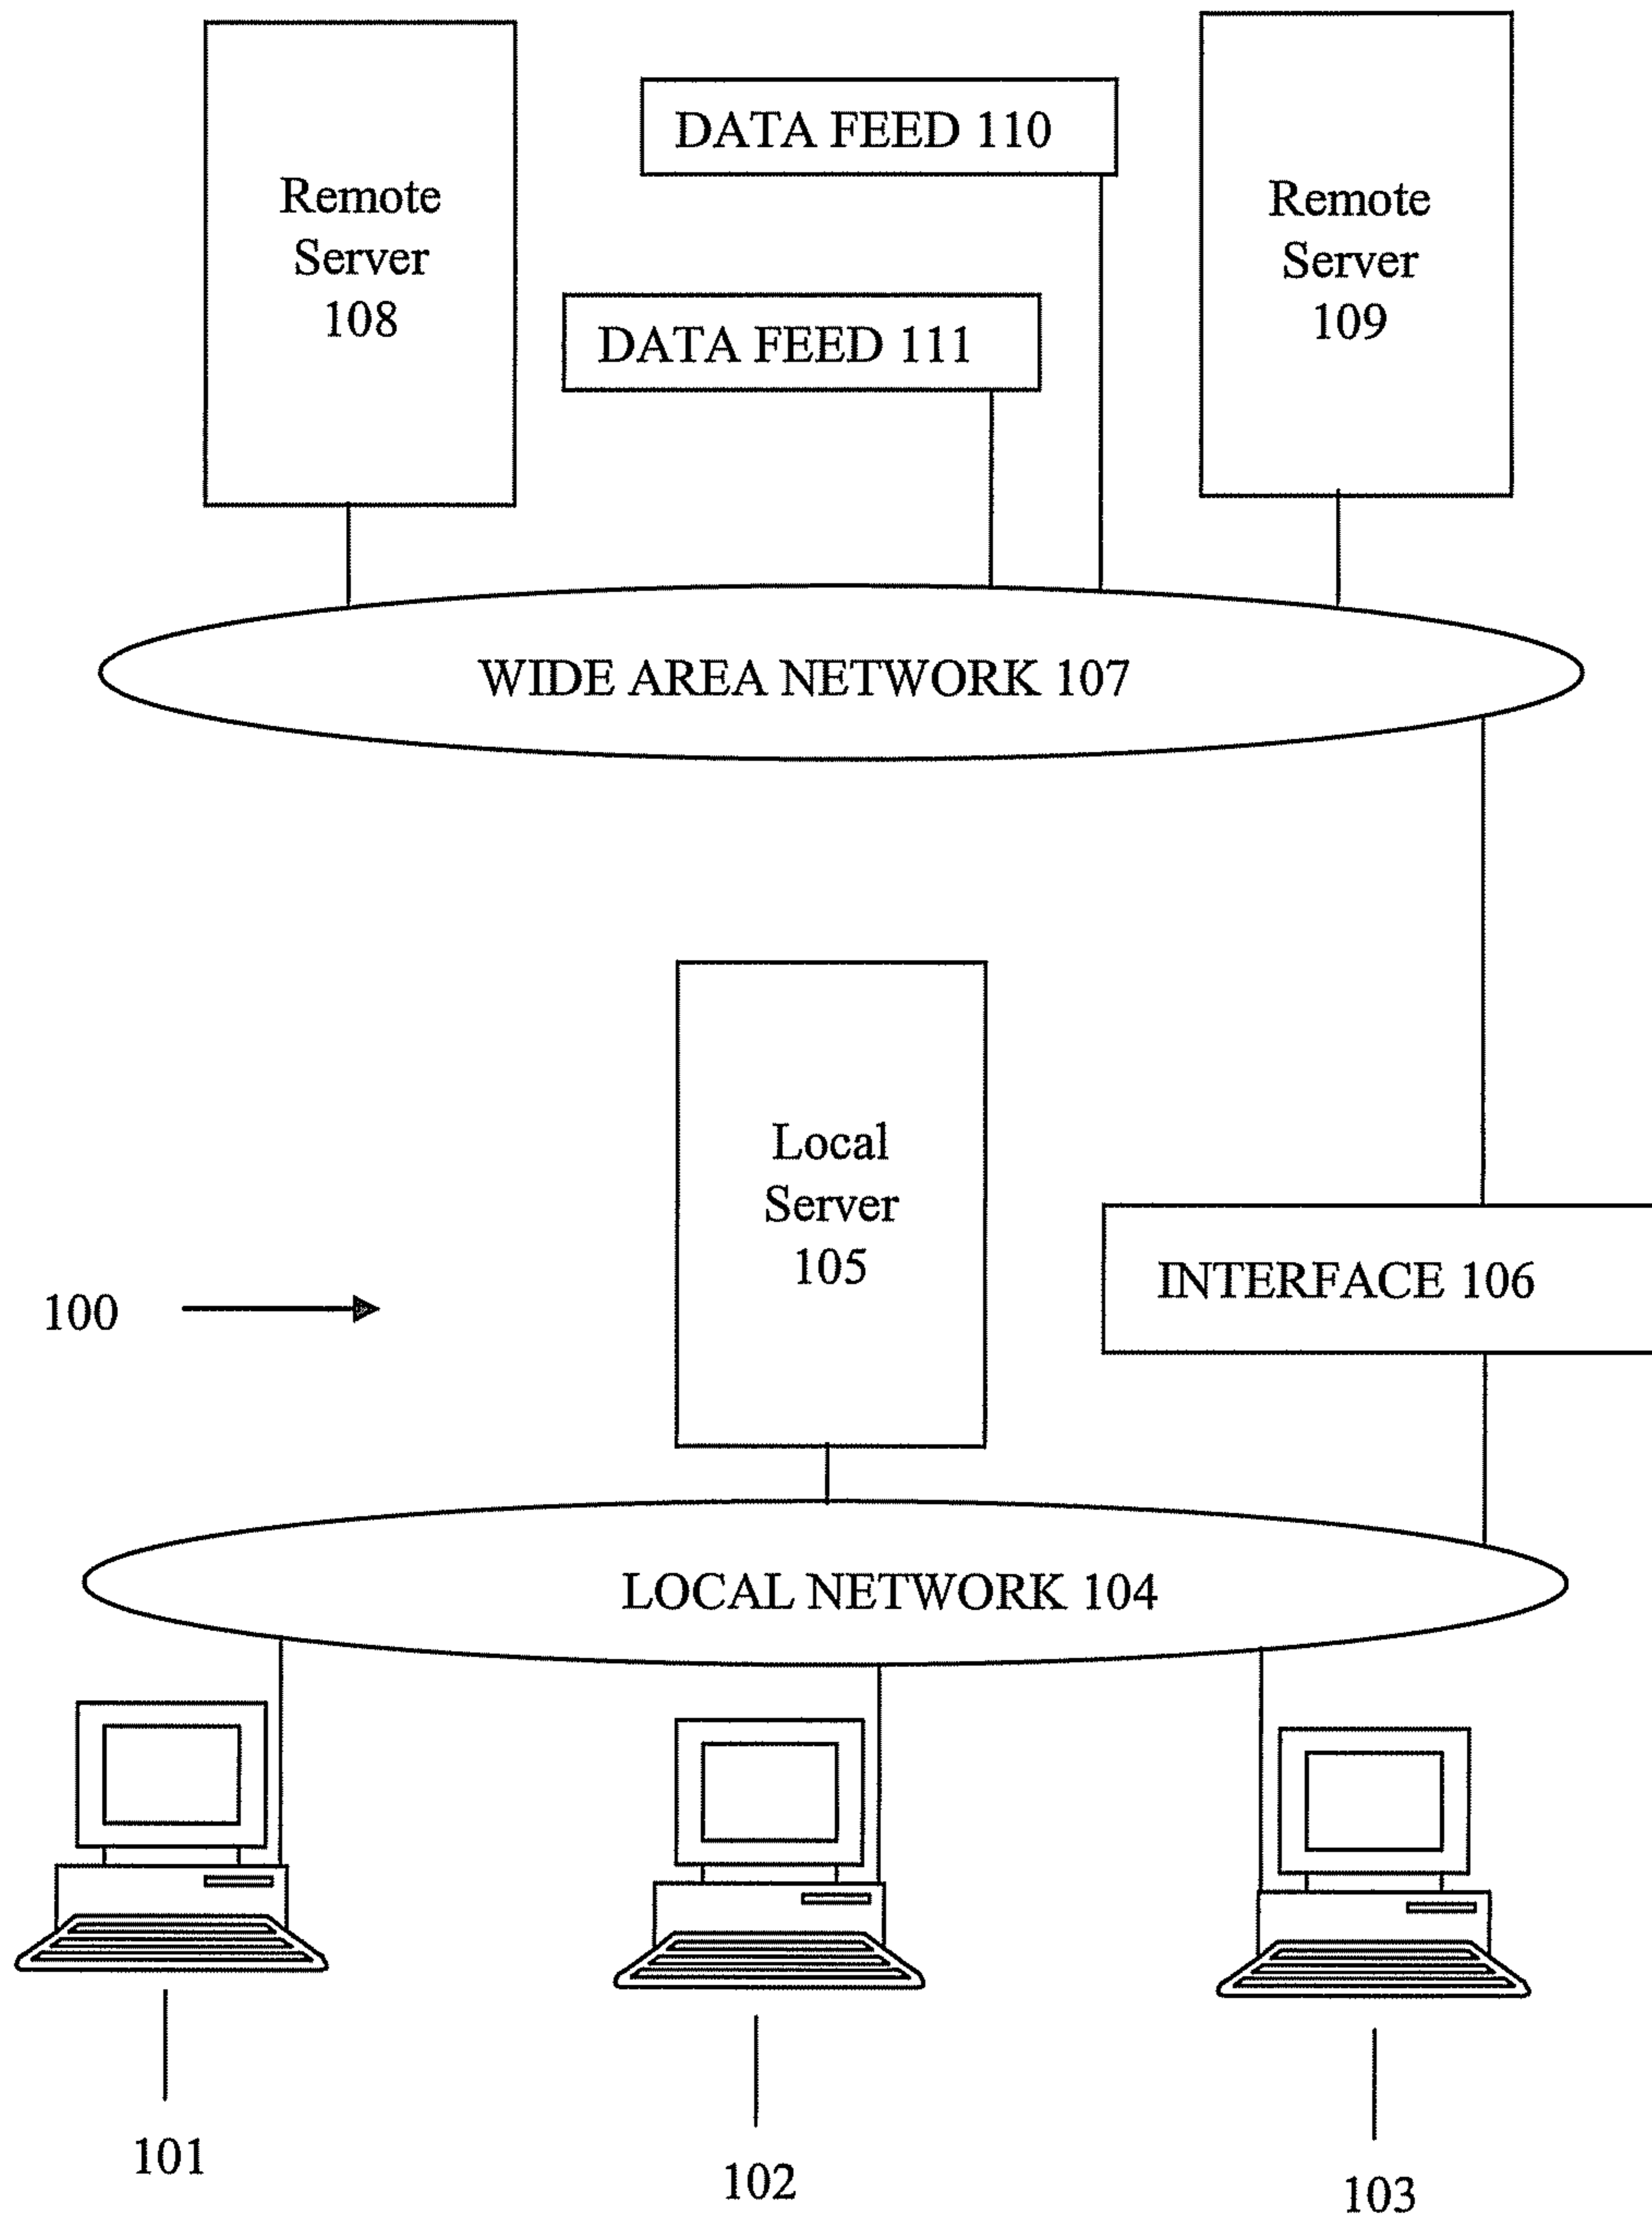 DATA FEED 110
Remote
Server
108
Remote
Server
109
DATA FEED 111
WIDE AREA NETWORK 107
Local
Server
105
INTERFACE 106
100
LOCAL NETWORK 104
101
102
103